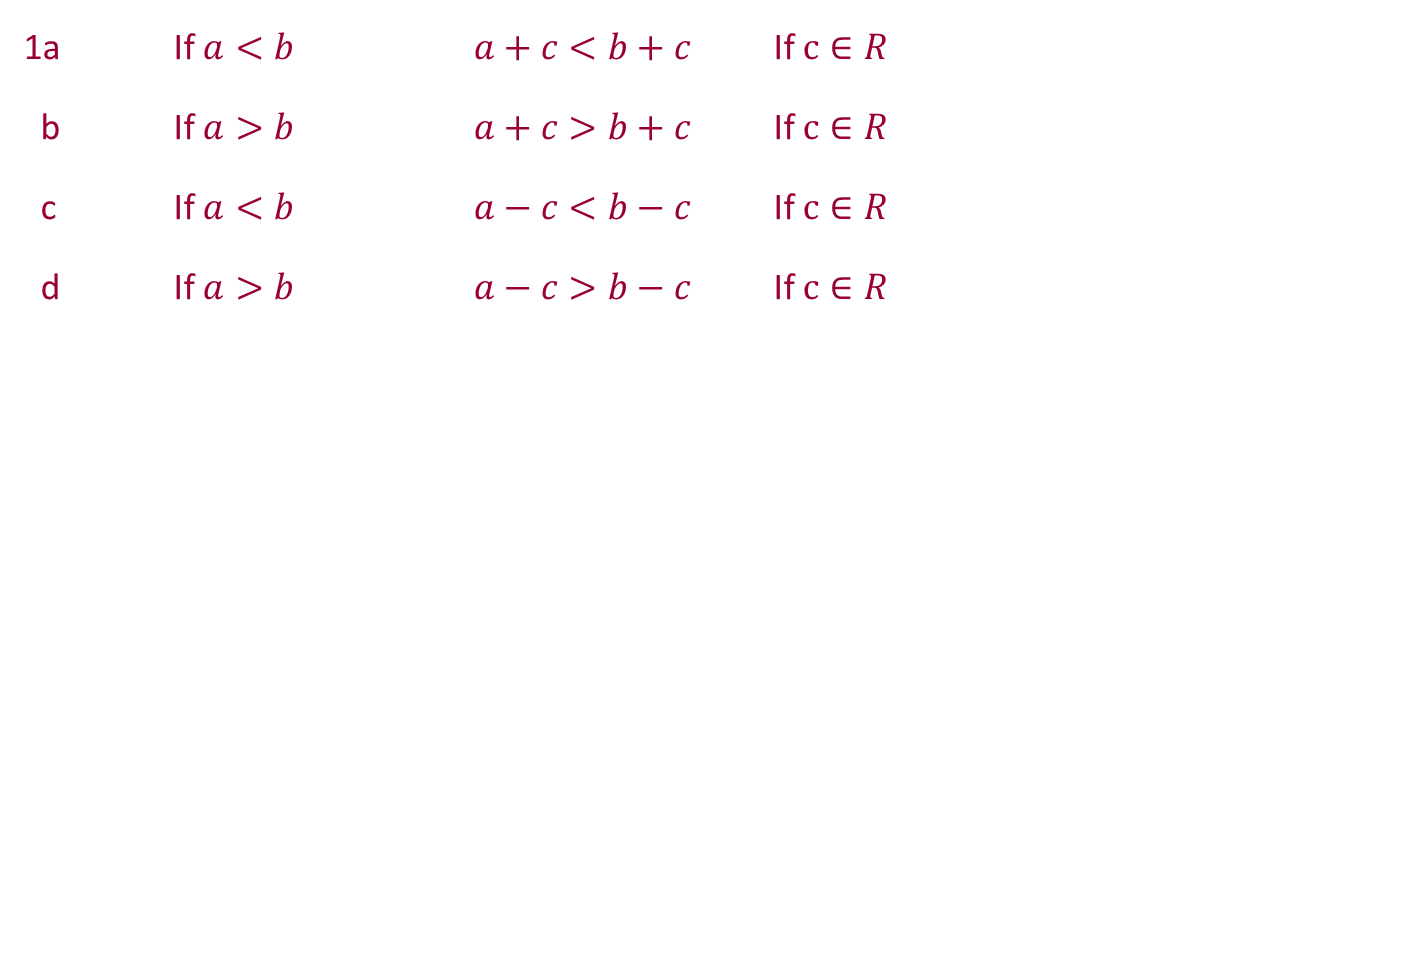 1a If a < b a + c < b + c If c ∈ R
b If a > b a + c > b + c If c ∈ R
c If a < b a − c < b − c If c ∈ R
d If a > b a − c > b − c If c ∈ R